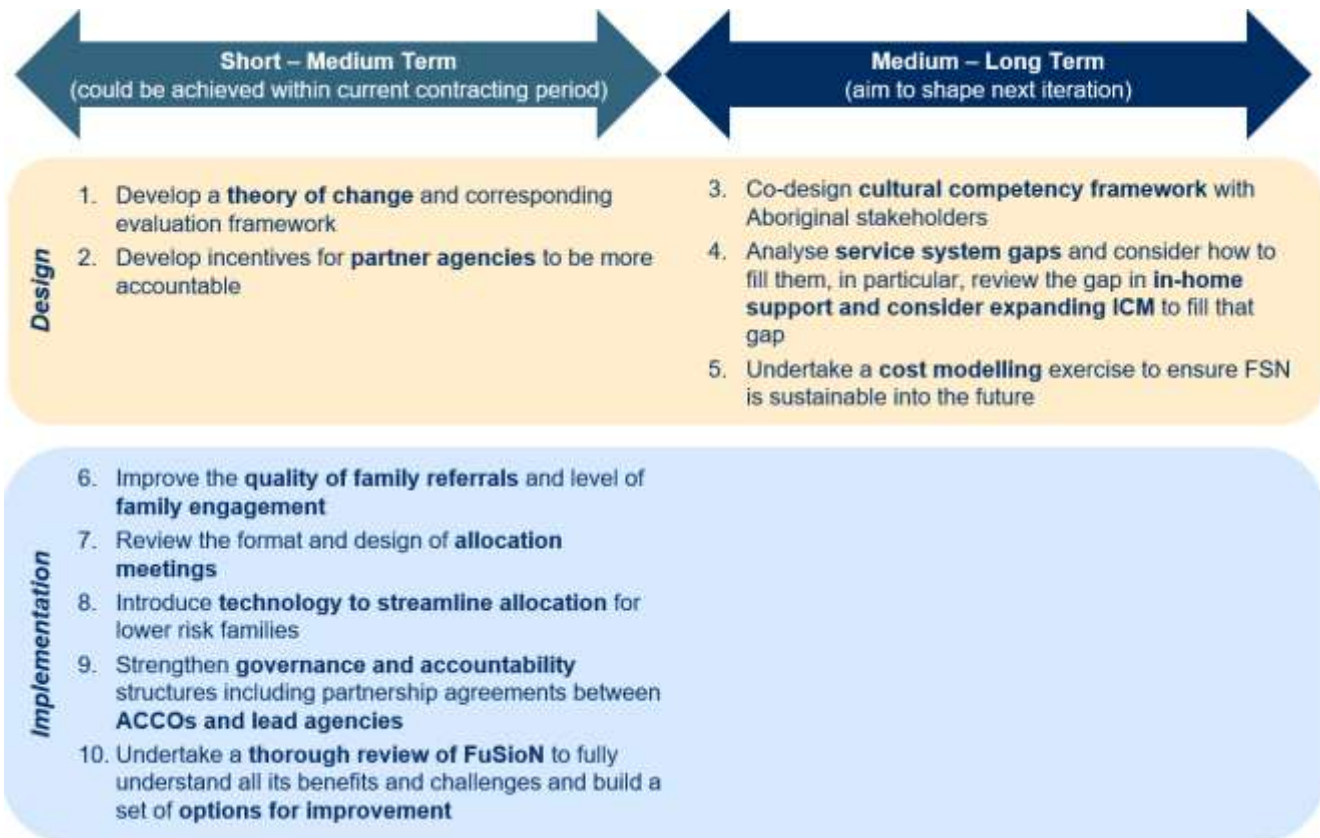 Short – Medium Term
(could be achieved within current contracting period)
Medium – Long Term
(aim to shape next iteration)
Design
1. Develop a theory of change and corresponding
evaluation framework
2. Develop incentives for partner agencies to be more
accountable
3. Co-design cultural competency framework with
Aboriginal stakeholders
4. Analyse service system gaps and consider how to
fill them, in particular, review the gap in in-home
support and consider expanding ICM to fill that
gap
5. Undertake a cost modelling exercise to ensure FSN
is sustainable into the future
Implementation
6. Improve the quality of family referrals and level of
family engagement
7. Review the format and design of allocation
meetings
8. Introduce technology to streamline allocation for
lower risk families
9. Strengthen governance and accountability
structures including partnership agreements between
ACCOs and lead agencies
10. Undertake a thorough review of FuSioN to fully
understand all its benefits and challenges and build a
set of options for improvement